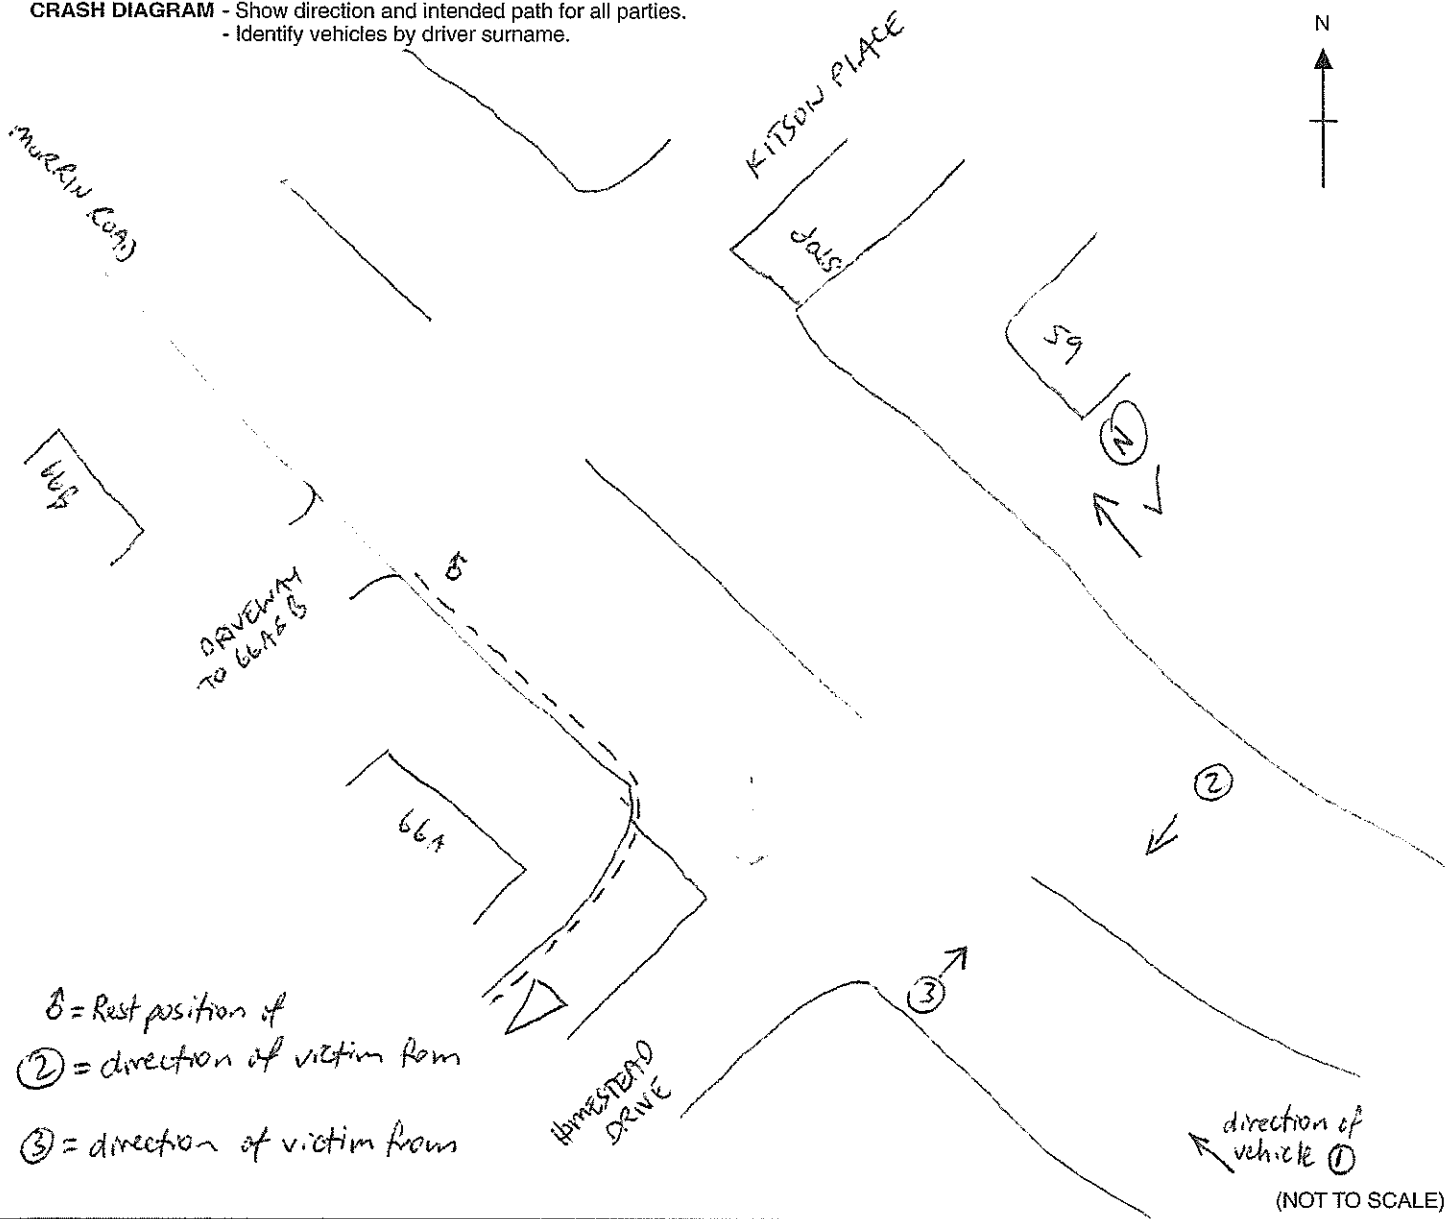 CRASH DIAGRAM - Show direction and intended path for all parties.
- Identify vehicles by driver surname.
N
KITSON PLACE
MORRIN ROAD
59
N
66B
DRIVEWAY
TO 66A & B
66A
2
3
= Rest position of
2 = direction of victim from
3 = direction of victim from
HOMESTEAD
DRIVE
direction of
vehicle 1
(NOT TO SCALE)